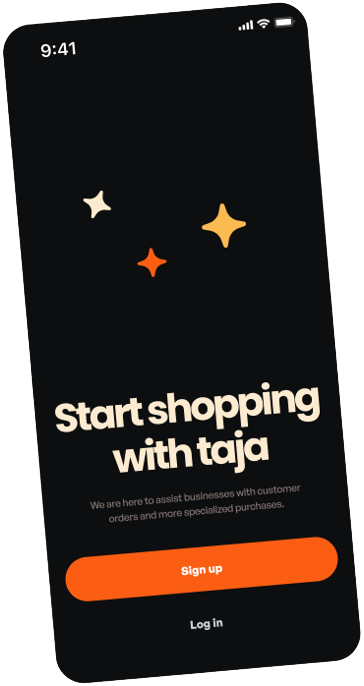 9:41
Start shopping
with taja
We are here to assist businesses with customer
orders and more specialized purchases.
Sign up
Log in